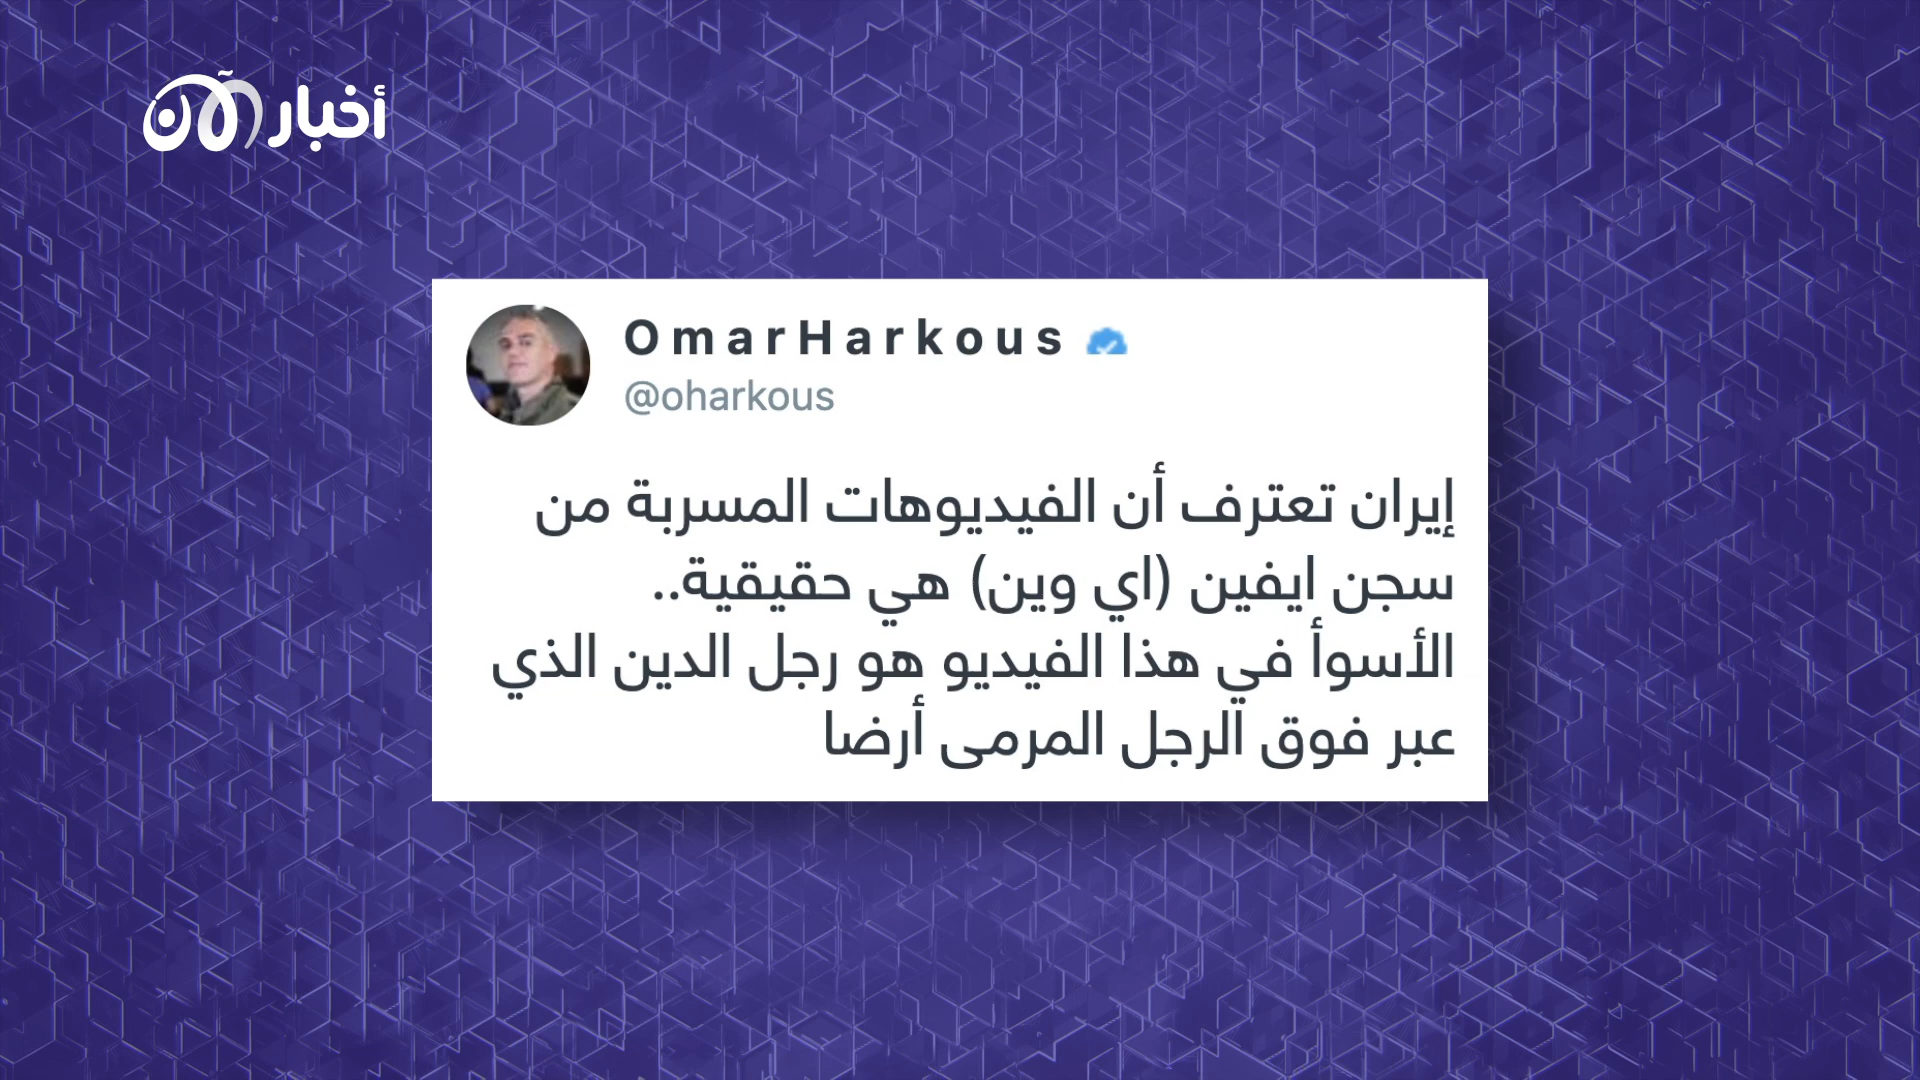 أخبار الآن
OmarHarkous
@oharkous
إيران تعترف أن الفيديوهات المسربة من
سجن ايفين (اي وين) هي حقيقية..
الأسوأ في هذا الفيديو هو رجل الدين الذي
عبر فوق الرجل المرمى أرضا